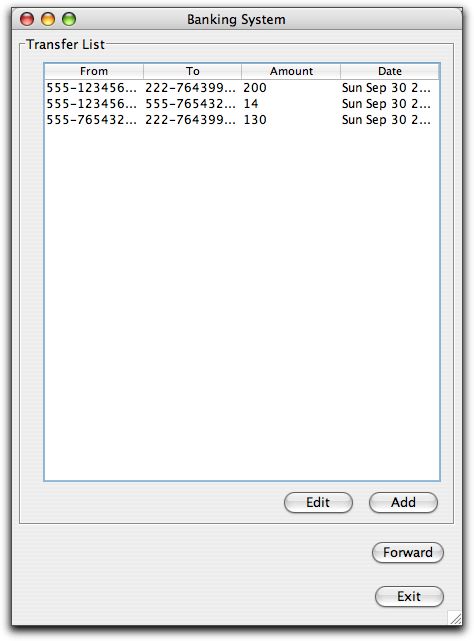 Banking System
Transfer List
From To Amount Date
555-123456... 222-764399... 200 Sun Sep 30 2...
555-123456... 555-765432... 14 Sun Sep 30 2...
555-765432... 222-764399... 130 Sun Sep 30 2...
Edit Add
Forward
Exit